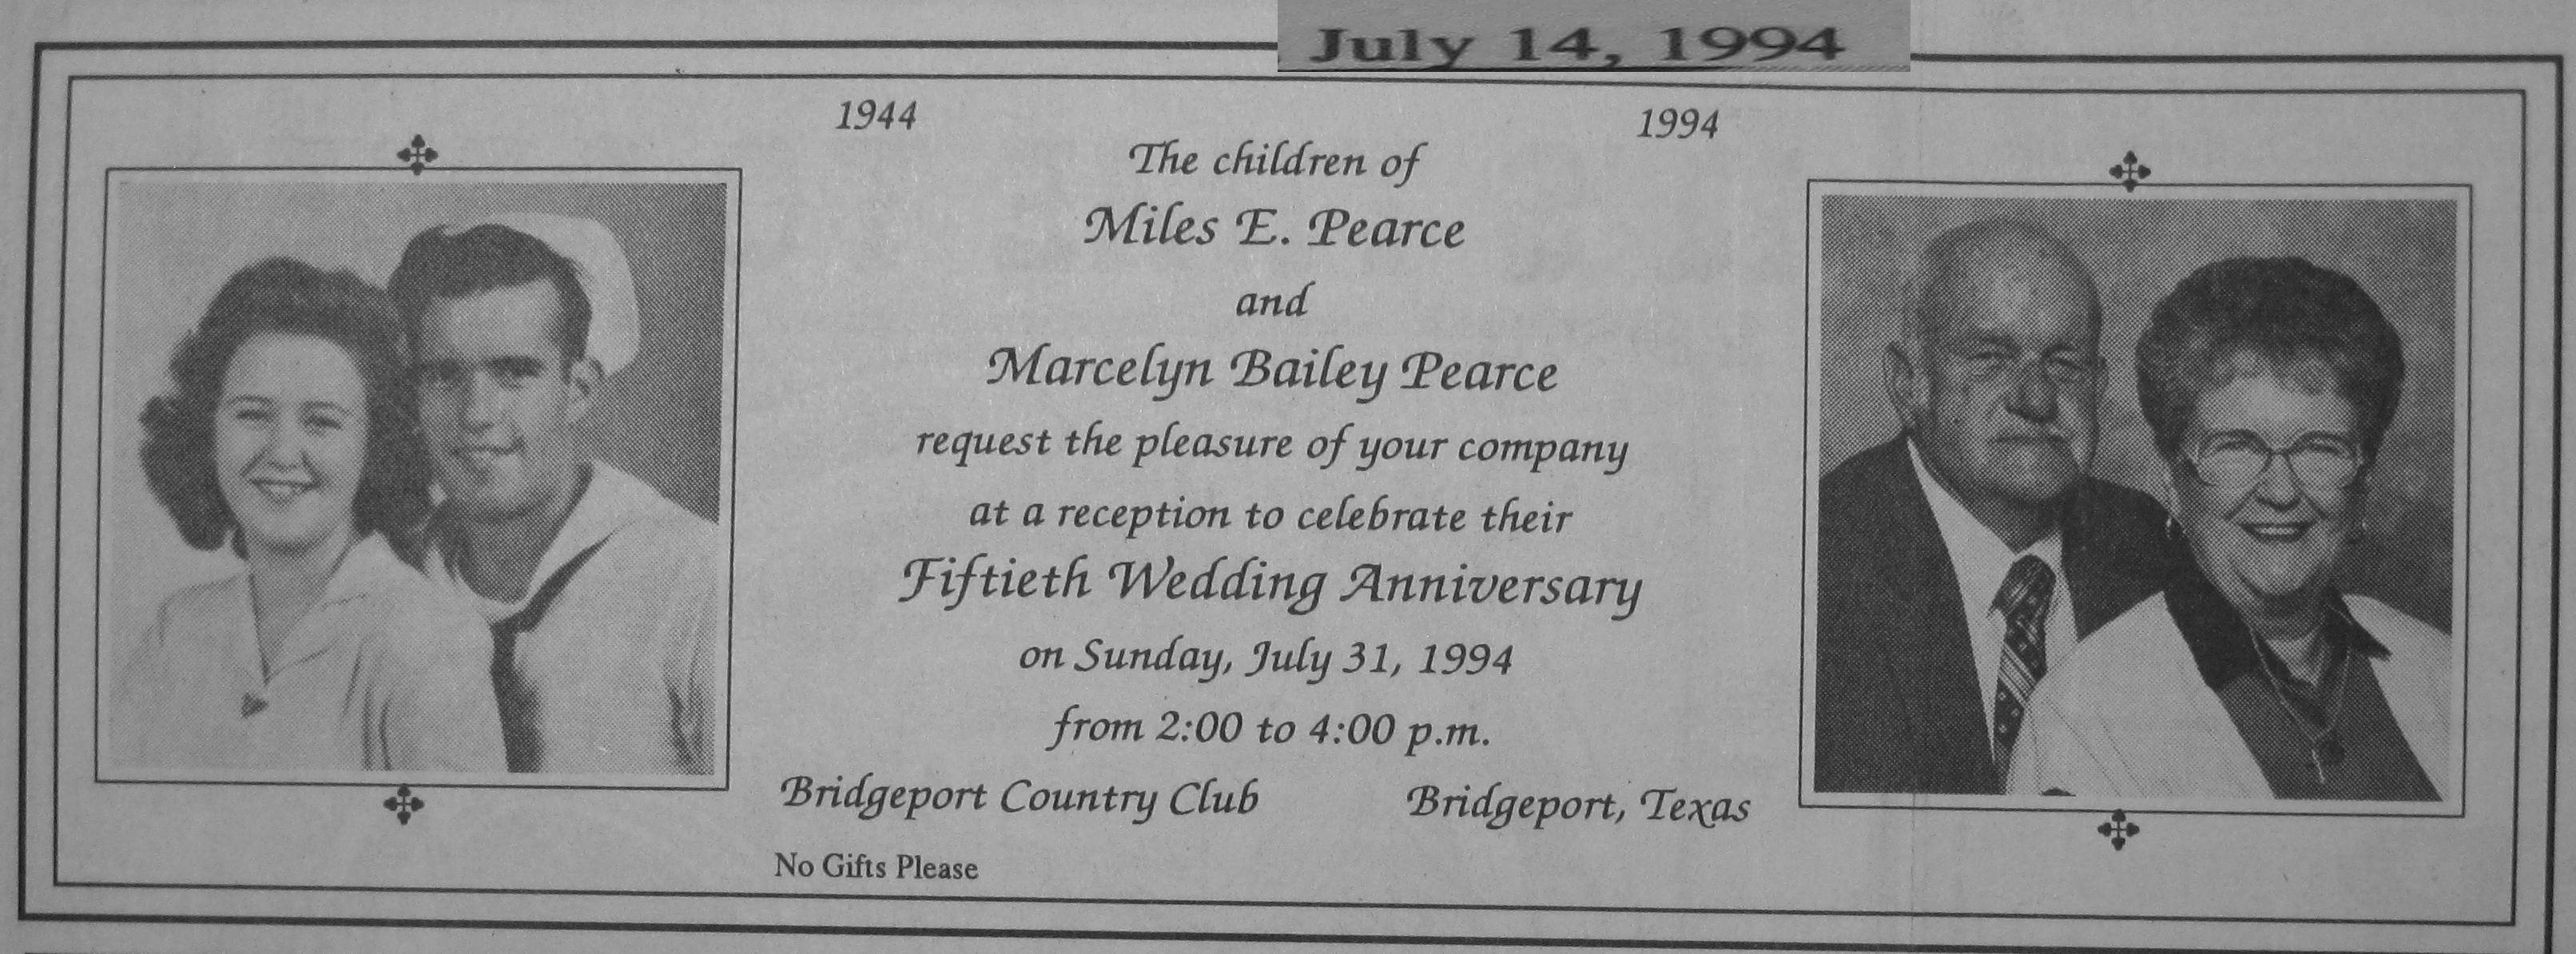 July 14, 1994
1944 1994
The children of
Miles E. Pearce
and
Marcelyn Bailey Pearce
request the pleasure of your company
at a reception to celebrate their
Fiftieth Wedding Anniversary
on Sunday, July 31, 1994
from 2:00 to 4:00 p.m.
Bridgeport Country Club Bridgeport, Texas
No Gifts Please